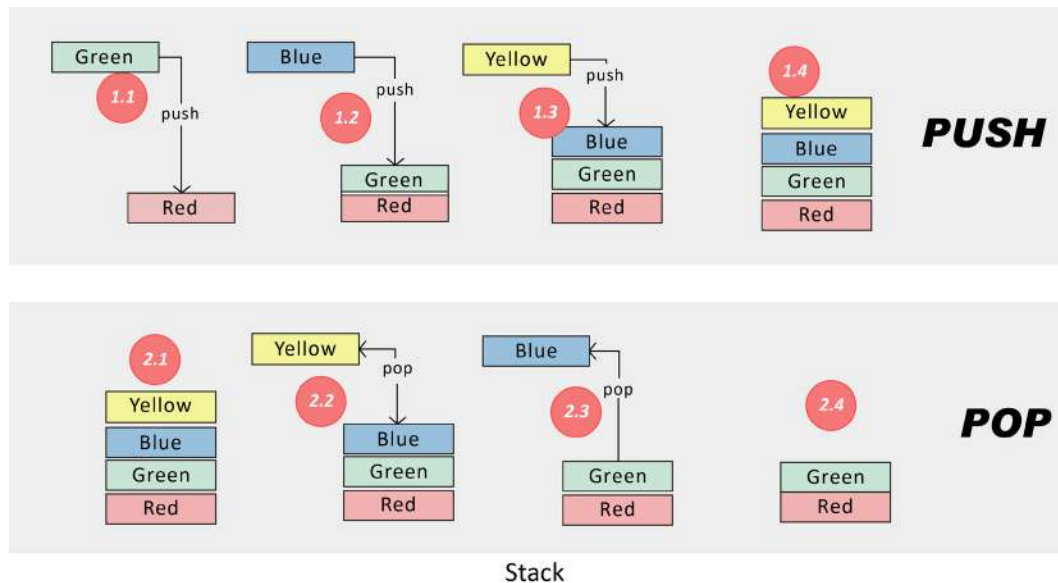 Green
1.1
push
Red
Blue
1.2
push
Green
Red
Yellow
push
1.3
Blue
Green
Red
1.4
Yellow
Blue
Green
Red
PUSH
2.1
Yellow
Blue
Green
Red
Yellow
pop
2.2
Blue
Green
Red
Blue
pop
2.3
Green
Red
2.4
Green
Red
POP
Stack